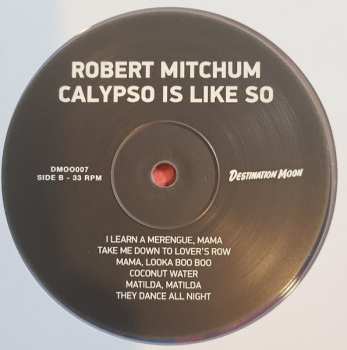 ROBERT MITCHUM
CALYPSO IS LIKE SO
DMOO007
SIDE B - 33 RPM
DESTINATION MOON
I LEARN A MERENGUE, MAMA
TAKE ME DOWN TO LOVER'S ROW
MAMA, LOOKA BOO BOO
COCONUT WATER
MATILDA, MATILDA
THEY DANCE ALL NIGHT